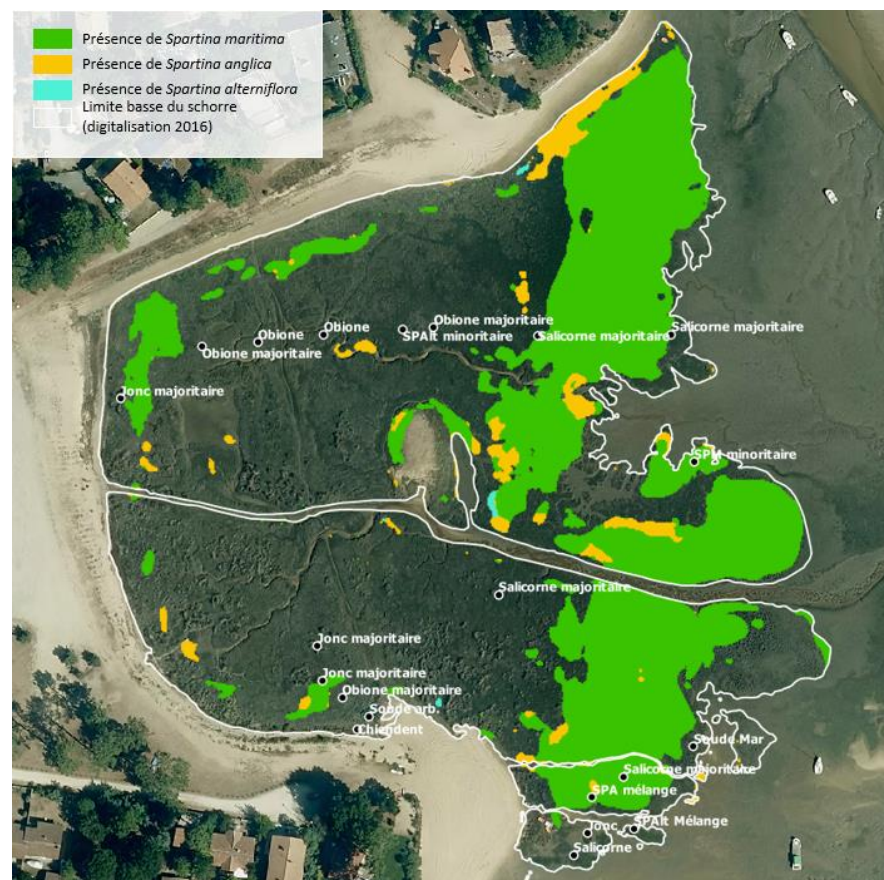 Présence de Spartina maritima
Présence de Spartina anglica
Présence de Spartina alterniflora
Limite basse du schorre
(digitalisation 2016)
Obione majoritaire
Obione
Obione
SPAlt minoritaire
Salicorne majoritaire
Salicorne majoritaire
Obione majoritaire
Jonc majoritaire
SPM minoritaire
Salicorne majoritaire
Jonc majoritaire
Jonc majoritaire
Obione majoritaire
Soude arb.
Chiendent
Soude Mar
Salicorne majoritaire
SPA mélange
SPAlt Mélange
Jonc
Salicorne